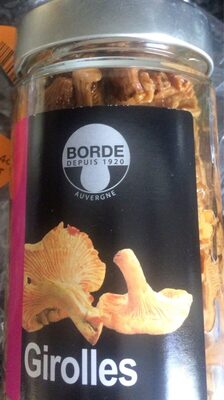 BORDE
DEPUIS 1920
AUVERGNE
Girolles